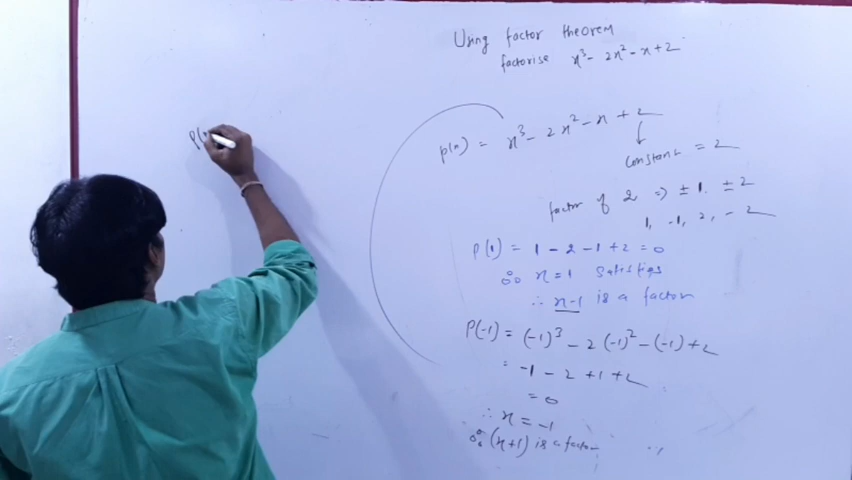 Using factor theorem
factorise x³ - 2x² - x + 2
p(x) = x³ - 2x² - x + 2
constant = 2
factor of 2 ⇒ ±1, ±2
1, -1, 2, -2
P(1) = 1 - 2 - 1 + 2 = 0
∵ x = 1 satisfies
∴ x-1 is a factor
P(-1) = (-1)³ - 2(-1)² - (-1) + 2
= -1 - 2 + 1 + 2
= 0
∴ x = -1
∵ (x+1) is a factor
P(